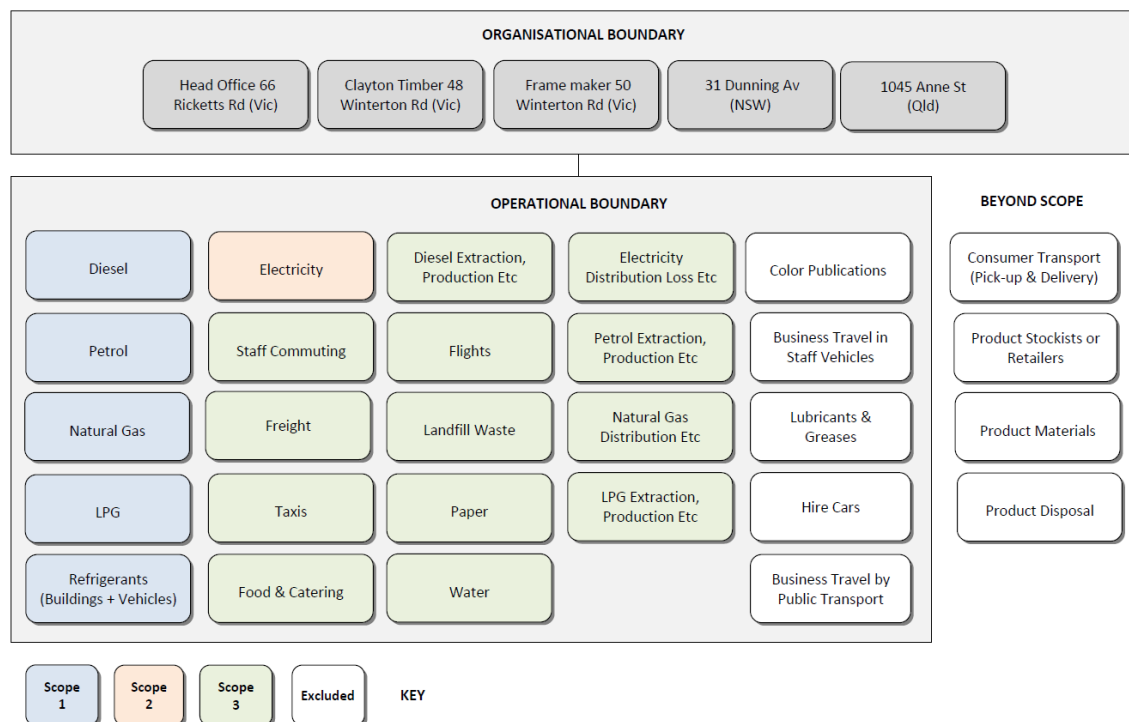 ORGANISATIONAL BOUNDARY
Head Office 66
Ricketts Rd (Vic)
Clayton Timber 48
Winterton Rd (Vic)
Frame maker 50
Winterton Rd (Vic)
31 Dunning Av
(NSW)
1045 Anne St
(Qld)
OPERATIONAL BOUNDARY
Diesel
Electricity
Diesel Extraction,
Production Etc
Electricity
Distribution Loss Etc
Color Publications
Petrol
Staff Commuting
Flights
Petrol Extraction,
Production Etc
Business Travel in
Staff Vehicles
Natural Gas
Freight
Landfill Waste
Natural Gas
Distribution Etc
Lubricants &
Greases
LPG
Taxis
Paper
LPG Extraction,
Production Etc
Hire Cars
Refrigerants
(Buildings + Vehicles)
Food & Catering
Water
Business Travel by
Public Transport
BEYOND SCOPE
Consumer Transport
(Pick-up & Delivery)
Product Stockists or
Retailers
Product Materials
Product Disposal
Scope
1
Scope
2
Scope
3
Excluded
KEY